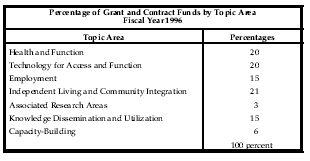 Percentage of Grant and Contract Funds by Topic Area
Fiscal Year 1996
Topic Area Percentages
Health and Function 20
Technology for Access and Function 20
Employment 15
Independent Living and Community Integration 21
Associated Research Areas 3
Knowledge Dissemination and Utilization 15
Capacity-Building 6
100 percent